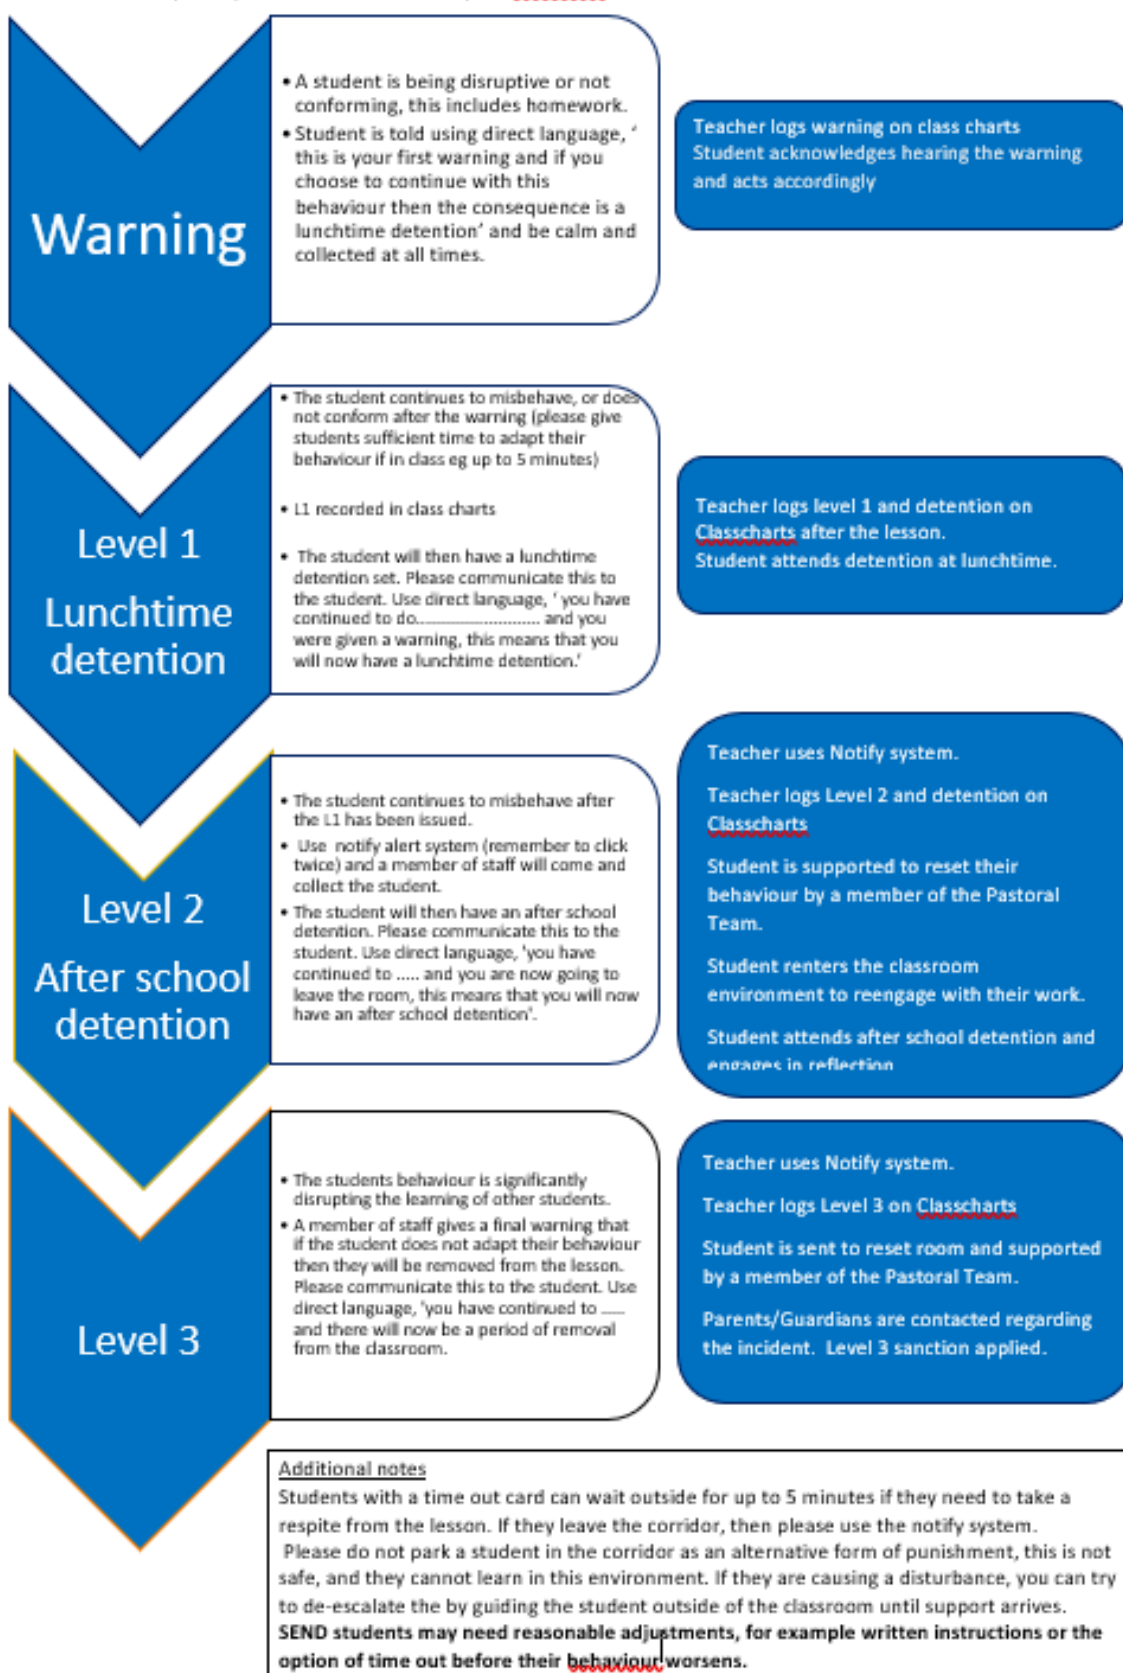 Warning
• A student is being disruptive or not
conforming, this includes homework.
• Student is told using direct language, ‘
this is your first warning and if you
choose to continue with this
behaviour then the consequence is a
lunchtime detention’ and be calm and
collected at all times.
Teacher logs warning on class charts
Student acknowledges hearing the warning
and acts accordingly
Level 1
Lunchtime
detention
• The student continues to misbehave, or does
not conform after the warning (please give
students sufficient time to adapt their
behaviour if in class eg up to 5 minutes)
• L1 recorded in class charts
• The student will then have a lunchtime
detention set. Please communicate this to
the student. Use direct language, ‘ you have
continued to do............................ and you
were given a warning, this means that you
will now have a lunchtime detention.’
Teacher logs level 1 and detention on
Classcharts after the lesson.
Student attends detention at lunchtime.
Level 2
After school
detention
• The student continues to misbehave after
the L1 has been issued.
• Use notify alert system (remember to click
twice) and a member of staff will come and
collect the student.
• The student will then have an after school
detention. Please communicate this to the
student. Use direct language, ‘you have
continued to ..... and you are now going to
leave the room, this means that you will now
have an after school detention’.
Teacher uses Notify system.
Teacher logs Level 2 and detention on
Classcharts
Student is supported to reset their
behaviour by a member of the Pastoral
Team.
Student renters the classroom
environment to reengage with their work.
Student attends after school detention and
engages in reflection
Level 3
• The students behaviour is significantly
disrupting the learning of other students.
• A member of staff gives a final warning that
if the student does not adapt their behaviour
then they will be removed from the lesson.
Please communicate this to the student. Use
direct language, ‘you have continued to .....
and there will now be a period of removal
from the classroom.
Teacher uses Notify system.
Teacher logs Level 3 on Classcharts
Student is sent to reset room and supported
by a member of the Pastoral Team.
Parents/Guardians are contacted regarding
the incident. Level 3 sanction applied.
Additional notes
Students with a time out card can wait outside for up to 5 minutes if they need to take a
respite from the lesson. If they leave the corridor, then please use the notify system.
Please do not park a student in the corridor as an alternative form of punishment, this is not
safe, and they cannot learn in this environment. If they are causing a disturbance, you can try
to de-escalate the by guiding the student outside of the classroom until support arrives.
SEND students may need reasonable adjustments, for example written instructions or the
option of time out before their behaviour worsens.